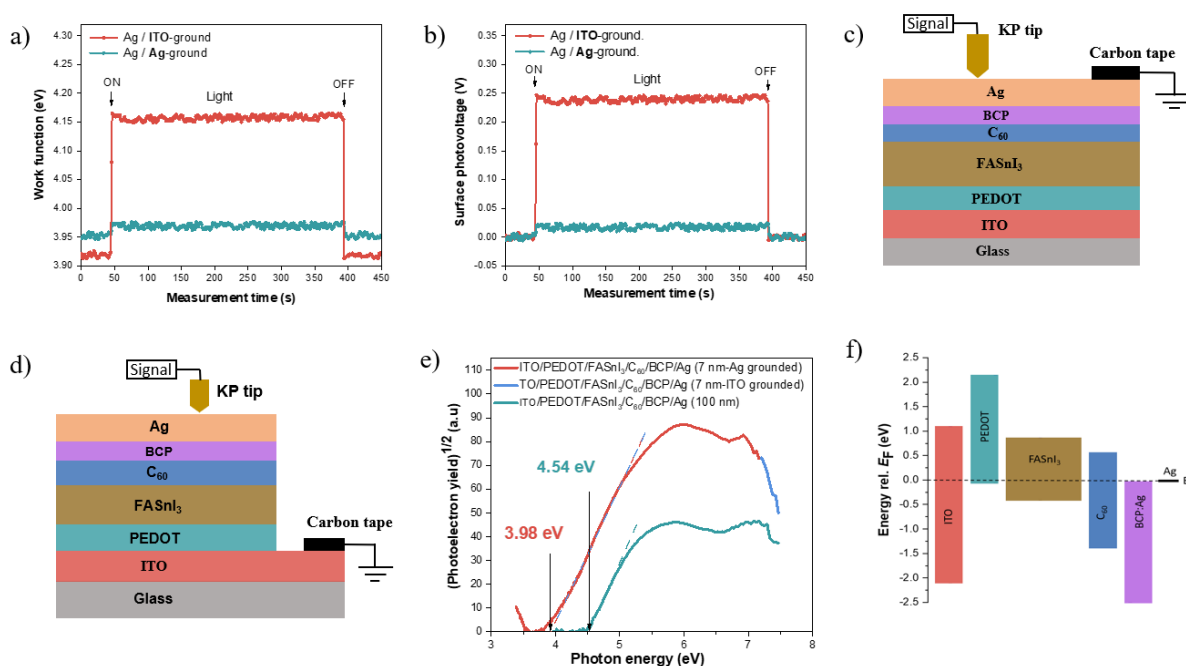 a)
Ag / ITO-ground
Ag / Ag-ground
ON
Light
OFF
Work function (eV)
4.30
4.25
4.20
4.15
4.10
4.05
4.00
3.95
3.90
0 50 100 150 200 250 300 350 400 450
Measurement time (s)
b)
Ag / ITO-ground.
Ag / Ag-ground.
ON
Light
OFF
Surface photovoltage (V)
0.35
0.30
0.25
0.20
0.15
0.10
0.05
0.00
-0.05
0 50 100 150 200 250 300 350 400 450
Measurement time (s)
c)
Signal
KP tip
Carbon tape
Ag
BCP
C60
FASnI3
PEDOT
ITO
Glass
d)
Signal
KP tip
Ag
BCP
C60
FASnI3
Carbon tape
PEDOT
ITO
Glass
e)
ITO/PEDOT/FASnI3/C60/BCP/Ag (7 nm-Ag grounded)
TO/PEDOT/FASnI3/C60/BCP/Ag (7 nm-ITO grounded)
ITO/PEDOT/FASnI3/C60/BCP/Ag (100 nm)
4.54 eV
3.98 eV
(Photoelectron yield)1/2 (a.u)
110
100
90
80
70
60
50
40
30
20
10
0
3 4 5 6 7 8
Photon energy (eV)
f)
Energy rel. EF (eV)
2.5
2.0
1.5
1.0
0.5
0.0
-0.5
-1.0
-1.5
-2.0
-2.5
ITO
PEDOT
FASnI3
C60
BCP:Ag
Ag